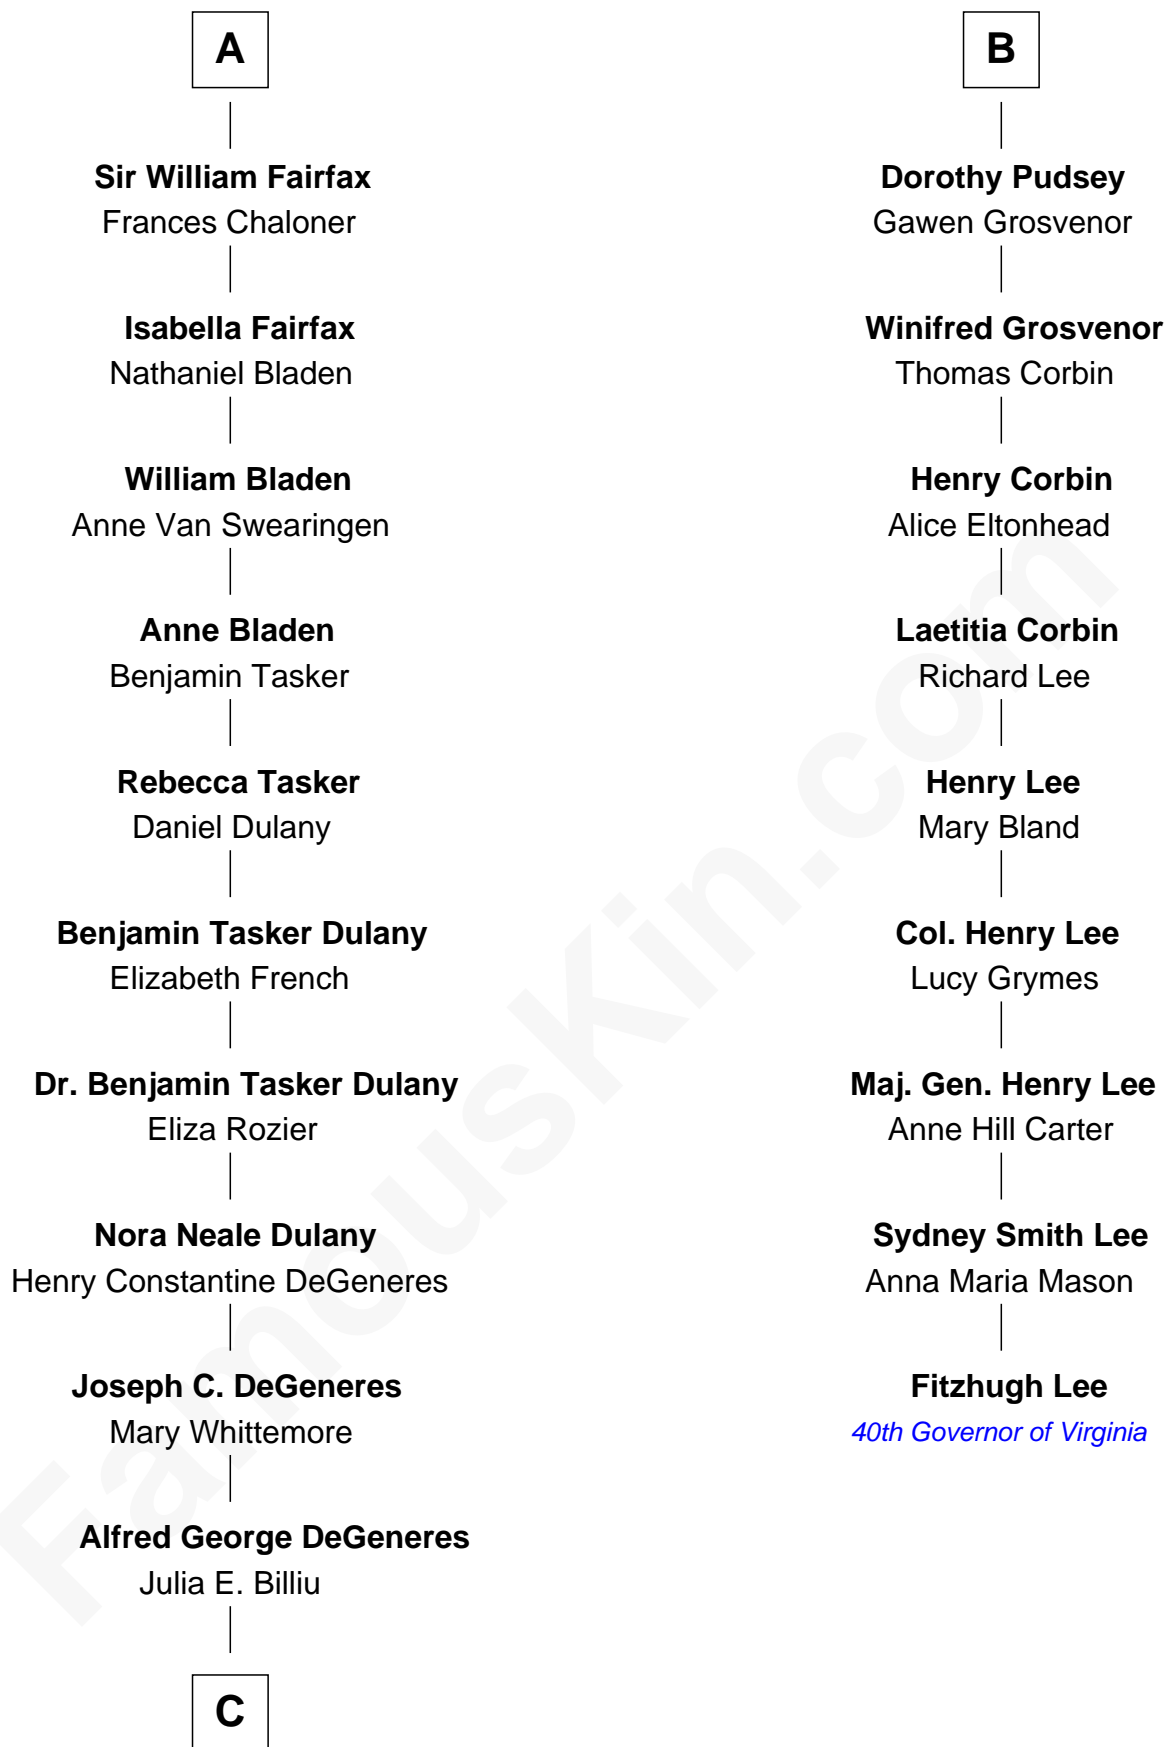 A
Sir William Fairfax
Frances Chaloner
Isabella Fairfax
Nathaniel Bladen
William Bladen
Anne Van Swearingen
Anne Bladen
Benjamin Tasker
Rebecca Tasker
Daniel Dulany
Benjamin Tasker Dulany
Elizabeth French
Dr. Benjamin Tasker Dulany
Eliza Rozier
Nora Neale Dulany
Henry Constantine DeGeneres
Joseph C. DeGeneres
Mary Whittemore
Alfred George DeGeneres
Julia E. Billiu
C
B
Dorothy Pudsey
Gawen Grosvenor
Winifred Grosvenor
Thomas Corbin
Henry Corbin
Alice Eltonhead
Laetitia Corbin
Richard Lee
Henry Lee
Mary Bland
Col. Henry Lee
Lucy Grymes
Maj. Gen. Henry Lee
Anne Hill Carter
Sydney Smith Lee
Anna Maria Mason
Fitzhugh Lee
40th Governor of Virginia
FamousKin.com